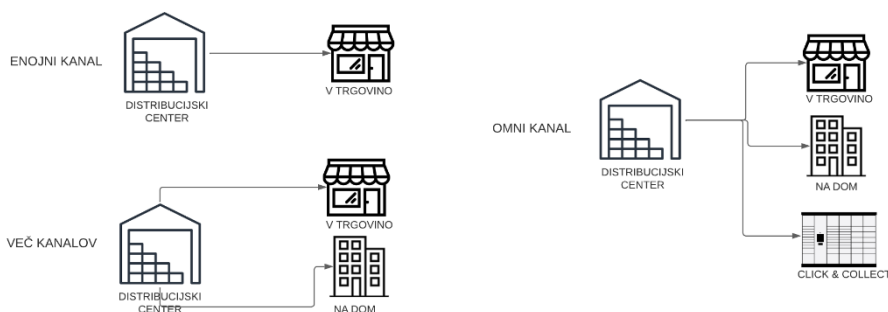 ENOJNI KANAL
DISTRIBUCIJSKI
CENTER
V TRGOVINO
VEČ KANALOV
DISTRIBUCIJSKI
CENTER
V TRGOVINO
NA DOM
OMNI KANAL
DISTRIBUCIJSKI
CENTER
V TRGOVINO
NA DOM
CLICK & COLLECT